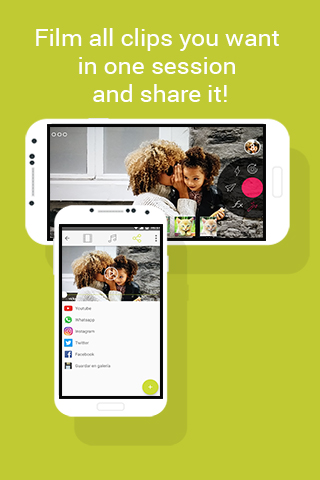 Film all clips you want
in one session
and share it!
fx
Youtube
Whatsapp
Instagram
Twitter
Facebook
Guardar en galería